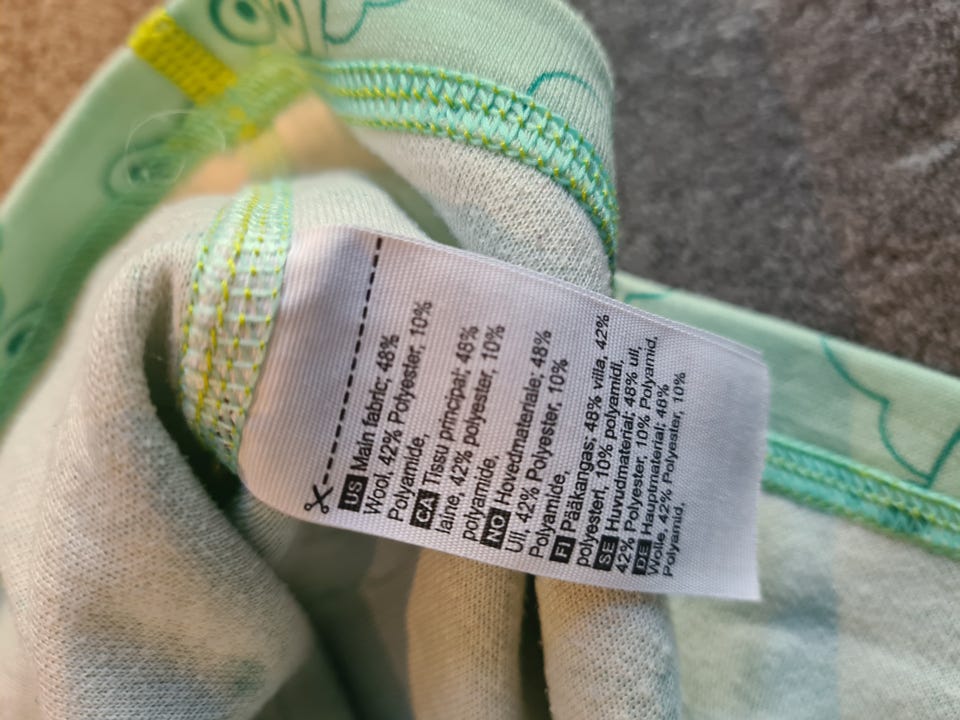 US Main fabric; 48%
Wool, 42% Polyester, 10%
Polyamide,
CA Tissu principal; 48%
laine, 42% polyester, 10%
polyamide,
NO Hovedmateriale; 48%
Ull, 42% Polyester, 10%
Polyamide,
FI Pääkangas; 48% villa, 42%
polyesteri, 10% polyamidi,
SE Huvudmaterial; 48% ull,
42% Polyester, 10% Polyamid,
DE Hauptmaterial; 48%
Wolle, 42% Polyester, 10%
Polyamid,